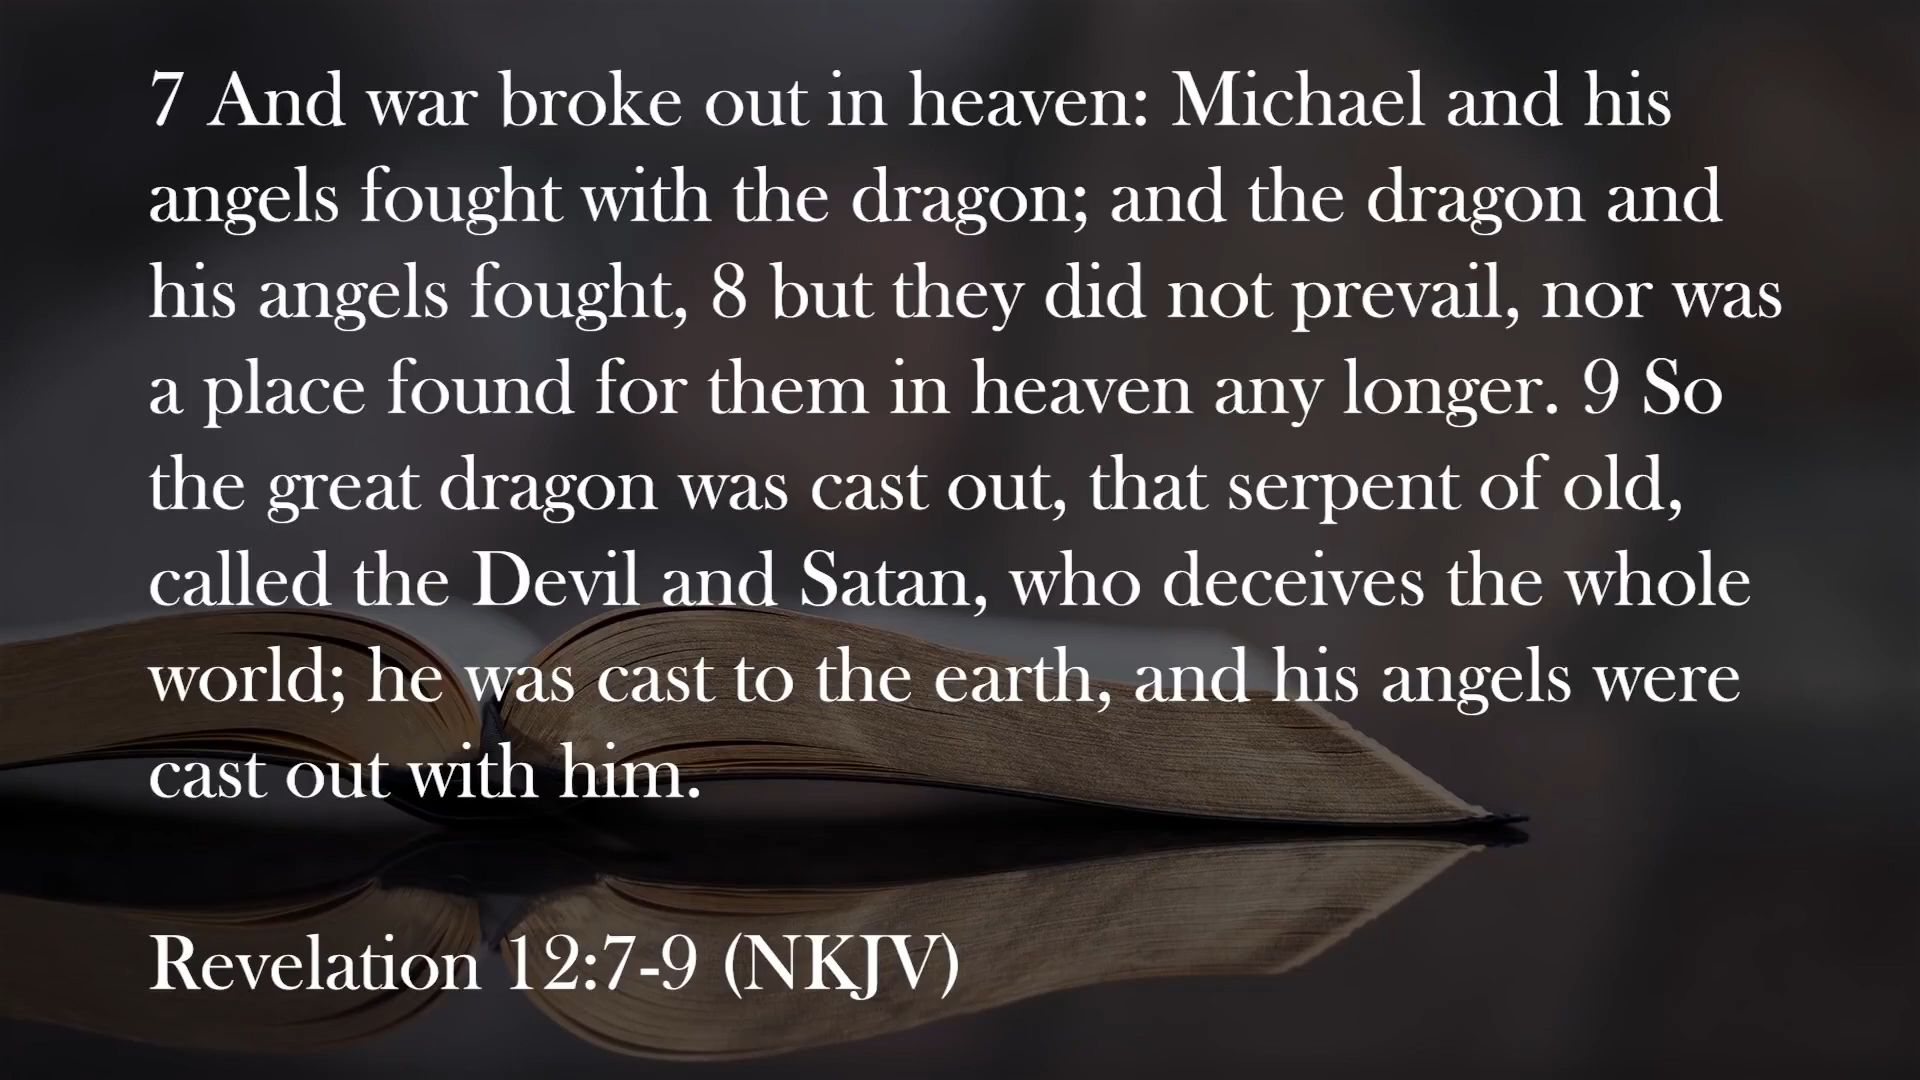 7 And war broke out in heaven: Michael and his
angels fought with the dragon; and the dragon and
his angels fought, 8 but they did not prevail, nor was
a place found for them in heaven any longer. 9 So
the great dragon was cast out, that serpent of old,
called the Devil and Satan, who deceives the whole
world; he was cast to the earth, and his angels were
cast out with him.
Revelation 12:7-9 (NKJV)